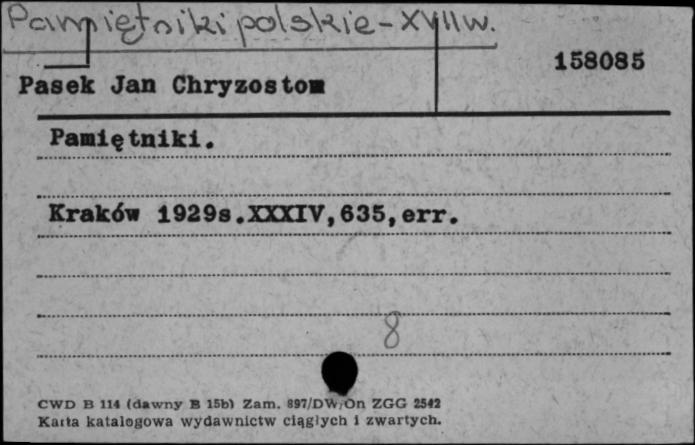 Pamiętniki polskie - XVII w.
158085
Pasek Jan Chryzostom
Pamiętniki.
Kraków 1929s.XXXIV,635,err.
8
CWD B 114 (dawny B 15b) Zam. 897/DW/On ZGG 2542
Karta katalogowa wydawnictw ciągłych i zwartych.